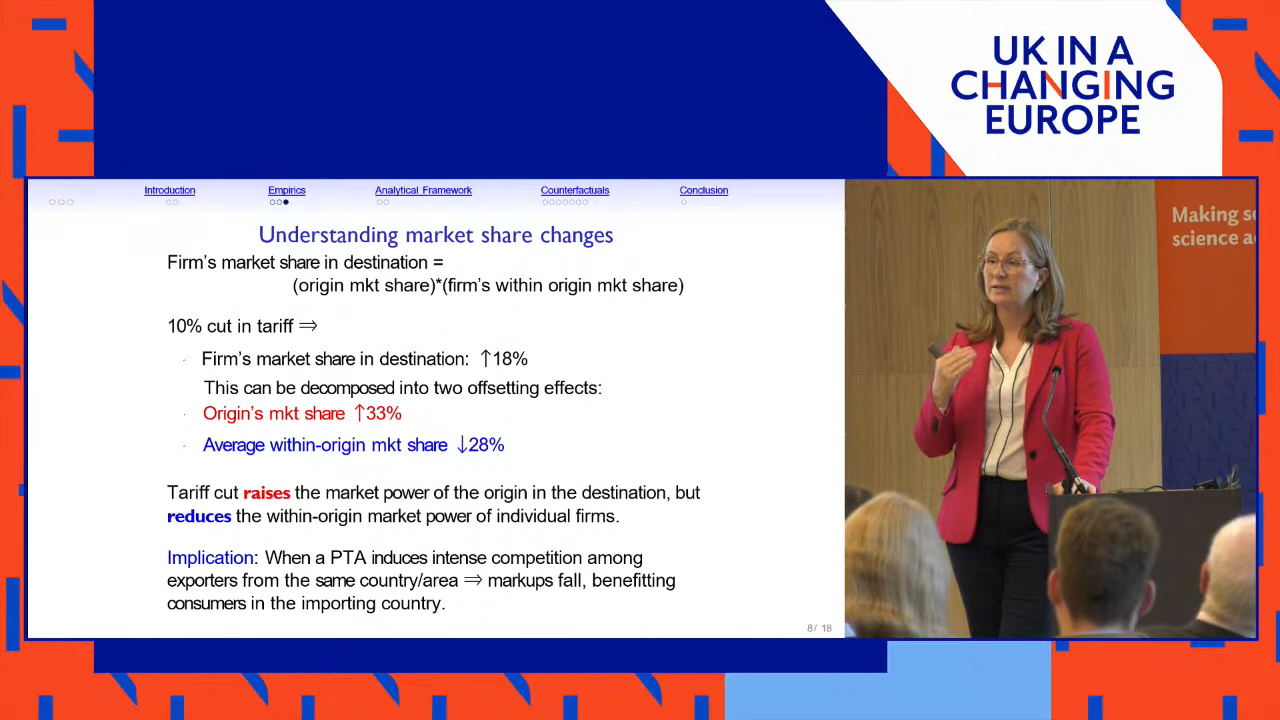 UK IN A
CHANGING
EUROPE
Introduction
Empirics
Analytical Framework
Counterfactuals
Conclusion
Understanding market share changes
Firm's market share in destination =
(origin mkt share)*(firm's within origin mkt share)
10% cut in tariff ⇒
Firm's market share in destination: ↑18%
This can be decomposed into two offsetting effects:
Origin's mkt share ↑33%
Average within-origin mkt share ↓28%
Tariff cut raises the market power of the origin in the destination, but
reduces the within-origin market power of individual firms.
Implication: When a PTA induces intense competition among
exporters from the same country/area ⇒ markups fall, benefitting
consumers in the importing country.
8/ 18
Making
science